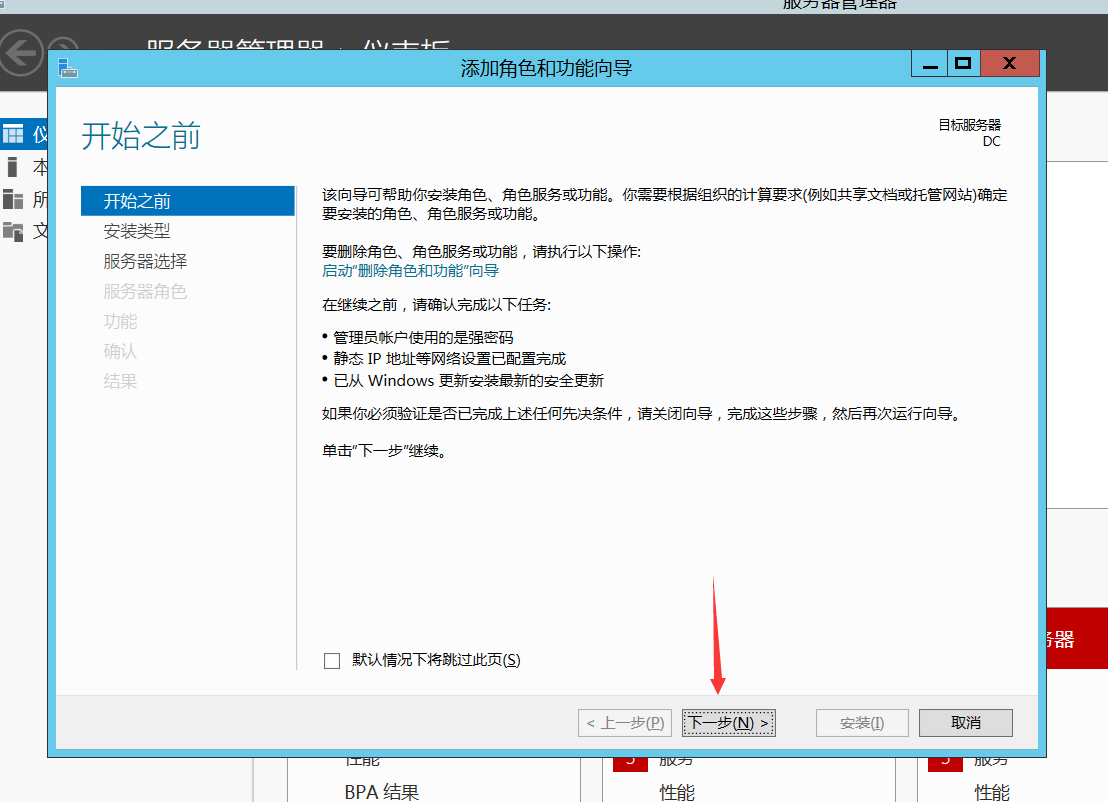 服务器管理器
服务器管理器 · 仪表板
添加角色和功能向导
X
开始之前
目标服务器
DC
仪
本
所
文
开始之前
安装类型
服务器选择
服务器角色
功能
确认
结果
该向导可帮助你安装角色、角色服务或功能。你需要根据组织的计算要求(例如共享文档或托管网站)确定
要安装的角色、角色服务或功能。
要删除角色、角色服务或功能，请执行以下操作:
启动“删除角色和功能”向导
在继续之前，请确认完成以下任务:
• 管理员帐户使用的是强密码
• 静态 IP 地址等网络设置已配置完成
• 已从 Windows 更新安装最新的安全更新
如果你必须验证是否已完成上述任何先决条件，请关闭向导，完成这些步骤，然后再次运行向导。
单击“下一步”继续。
务器
默认情况下将跳过此页(S)
< 上一步(P)
下一步(N) >
安装(I)
取消
性能
5 服务
5 服务
BPA 结果
性能
性能